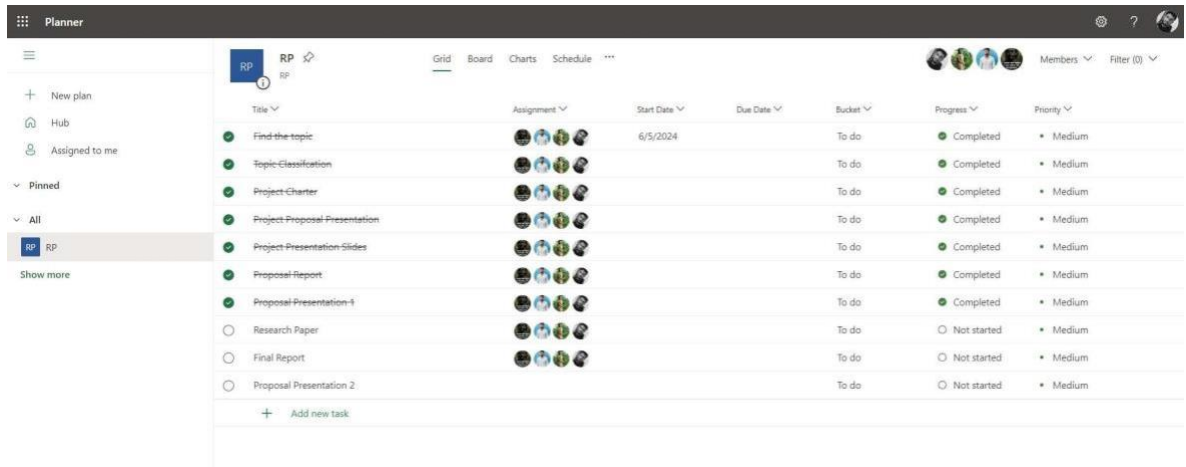 Planner
?
New plan
Hub
Assigned to me
Pinned
All
RP RP
Show more
RP RP
RP
Grid Board Charts Schedule ...
Members Filter (0)
Title Assignment Start Date Due Date Bucket Progress Priority
Find the topic 6/5/2024 To do Completed Medium
Topic Classifcation To do Completed Medium
Project Charter To do Completed Medium
Project Proposal Presentation To do Completed Medium
Project Presentation Slides To do Completed Medium
Proposal Report To do Completed Medium
Proposal Presentation 1 To do Completed Medium
Research Paper To do Not started Medium
Final Report To do Not started Medium
Proposal Presentation 2 To do Not started Medium
Add new task